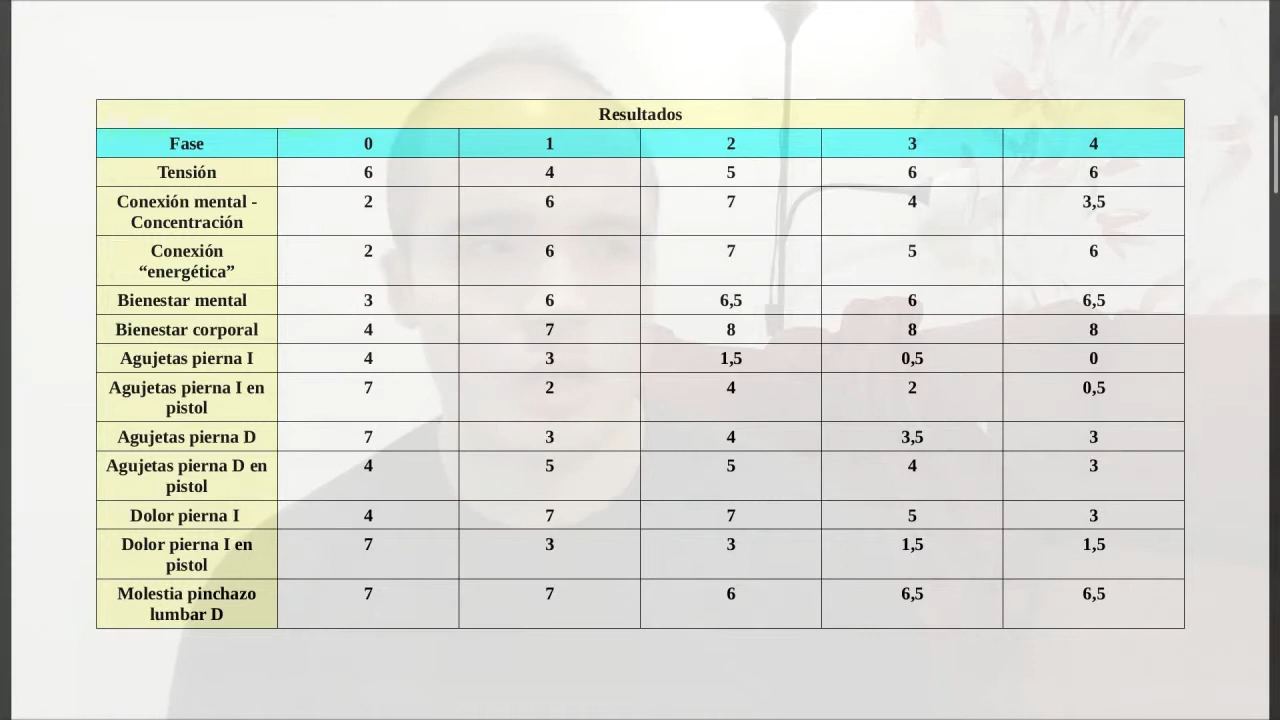 Resultados
Fase 0 1 2 3 4
Tensión 6 4 5 6 6
Conexión mental - 2 6 7 4 3,5
Concentración
Conexión 2 6 7 5 6
“energética”
Bienestar mental 3 6 6,5 6 6,5
Bienestar corporal 4 7 8 8 8
Agujetas pierna I 4 3 1,5 0,5 0
Agujetas pierna I en 7 2 4 2 0,5
pistol
Agujetas pierna D 7 3 4 3,5 3
Agujetas pierna D en 4 5 5 4 3
pistol
Dolor pierna I 4 7 7 5 3
Dolor pierna I en 7 3 3 1,5 1,5
pistol
Molestia pinchazo 7 7 6 6,5 6,5
lumbar D